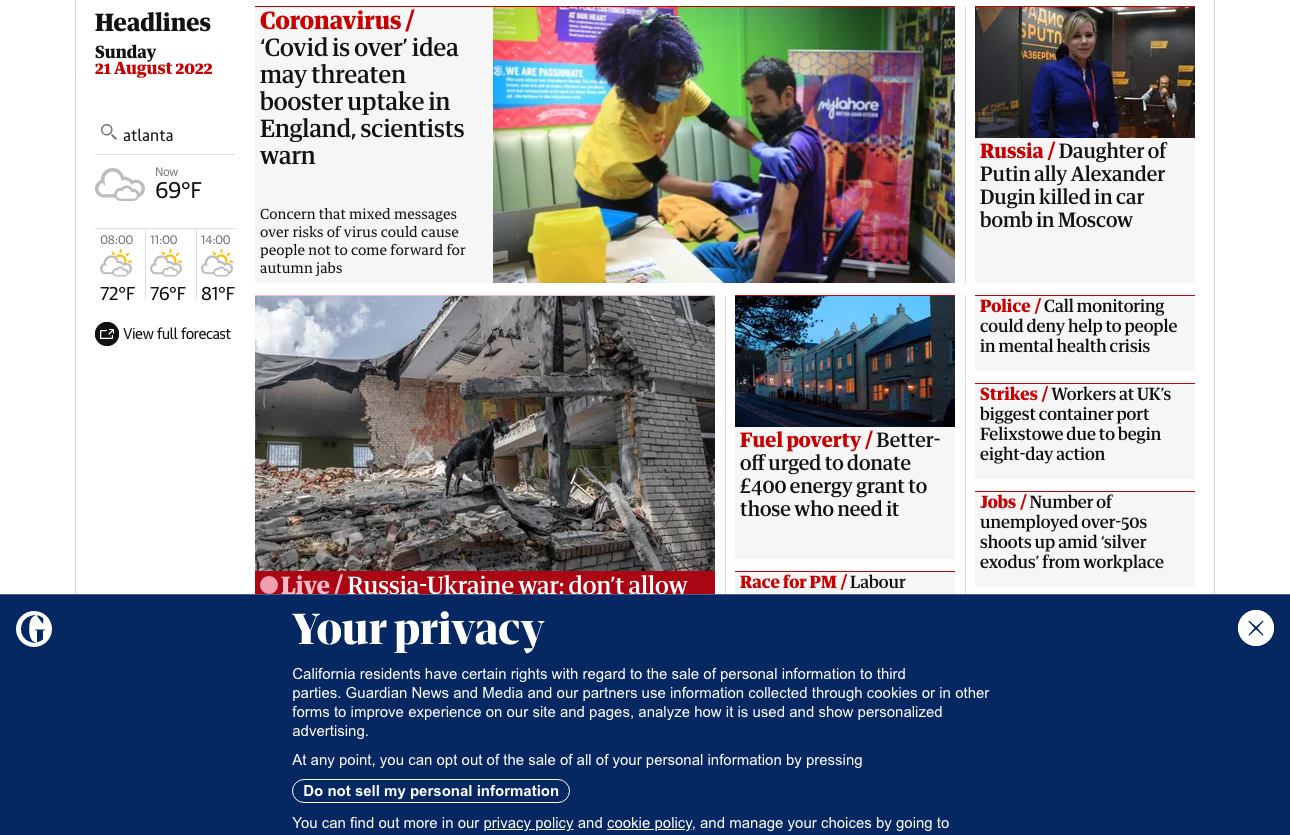 Headlines
Sunday
21 August 2022
atlanta
Now
69°F
08:00
11:00
14:00
72°F
76°F
81°F
View full forecast
Coronavirus /
‘Covid is over’ idea
may threaten
booster uptake in
England, scientists
warn
Concern that mixed messages
over risks of virus could cause
people not to come forward for
autumn jabs
AT OUR HEART
WE ARE PASSIONATE
mylahore
РАДИО
SPUTNIK
РАЗБЕРЁМ
Russia / Daughter of
Putin ally Alexander
Dugin killed in car
bomb in Moscow
Live / Russia-Ukraine war: don’t allow
Fuel poverty / Better-
off urged to donate
£400 energy grant to
those who need it
Race for PM / Labour
Police / Call monitoring
could deny help to people
in mental health crisis
Strikes / Workers at UK’s
biggest container port
Felixstowe due to begin
eight-day action
Jobs / Number of
unemployed over-50s
shoots up amid ‘silver
exodus’ from workplace
Your privacy
California residents have certain rights with regard to the sale of personal information to third
parties. Guardian News and Media and our partners use information collected through cookies or in other
forms to improve experience on our site and pages, analyze how it is used and show personalized
advertising.
At any point, you can opt out of the sale of all of your personal information by pressing
Do not sell my personal information
You can find out more in our privacy policy and cookie policy, and manage your choices by going to